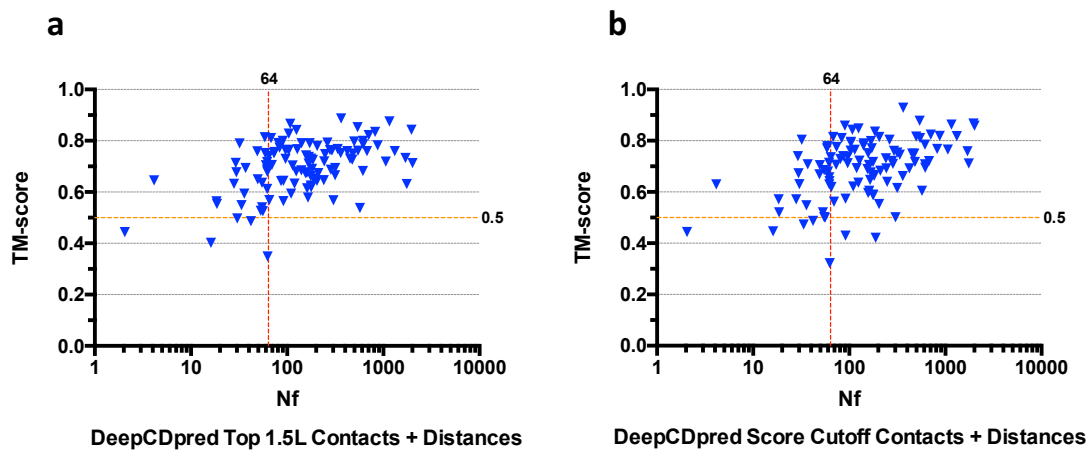 a
64
1.0
0.8
0.6
0.4
0.2
0.0
TM-score
0.5
1 10 100 1000 10000
Nf
DeepCDpred Top 1.5L Contacts + Distances
b
64
1.0
0.8
0.6
0.4
0.2
0.0
TM-score
0.5
1 10 100 1000 10000
Nf
DeepCDpred Score Cutoff Contacts + Distances